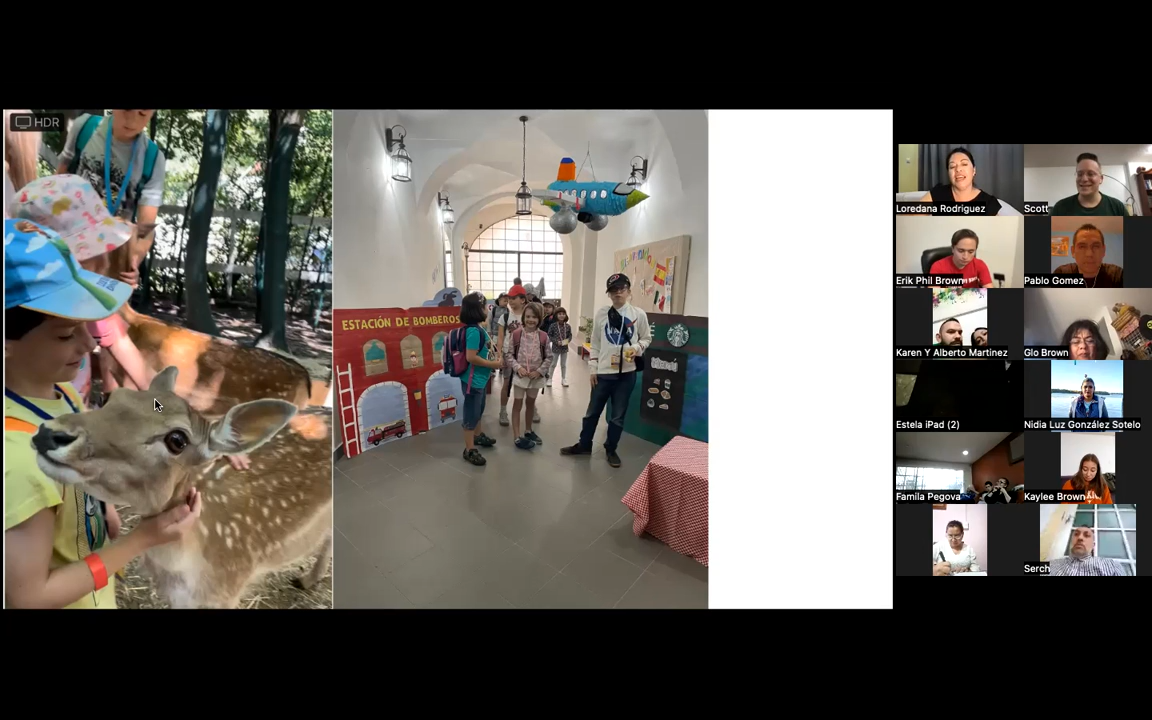 HDR
ESTACIÓN DE BOMBEROS
Loredana Rodriguez
Scott
Erik Phil Brown
Pablo Gomez
Karen Y Alberto Martinez
Glo Brown
Estela iPad (2)
Nidia Luz González Sotelo
Famila Pegova
Kaylee Brown
Serch